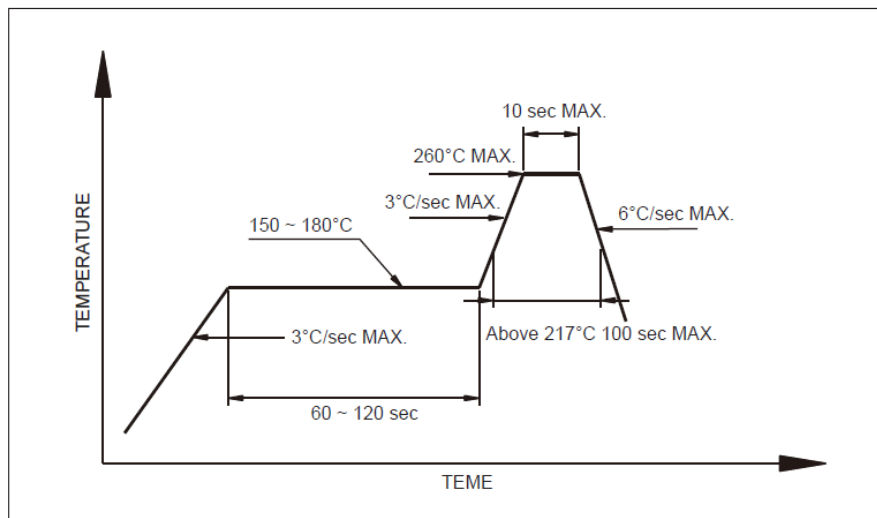 10 sec MAX.
260°C MAX.
3°C/sec MAX.
6°C/sec MAX.
150 ~ 180°C
TEMPERATURE
3°C/sec MAX.
Above 217°C 100 sec MAX.
60 ~ 120 sec
TEME